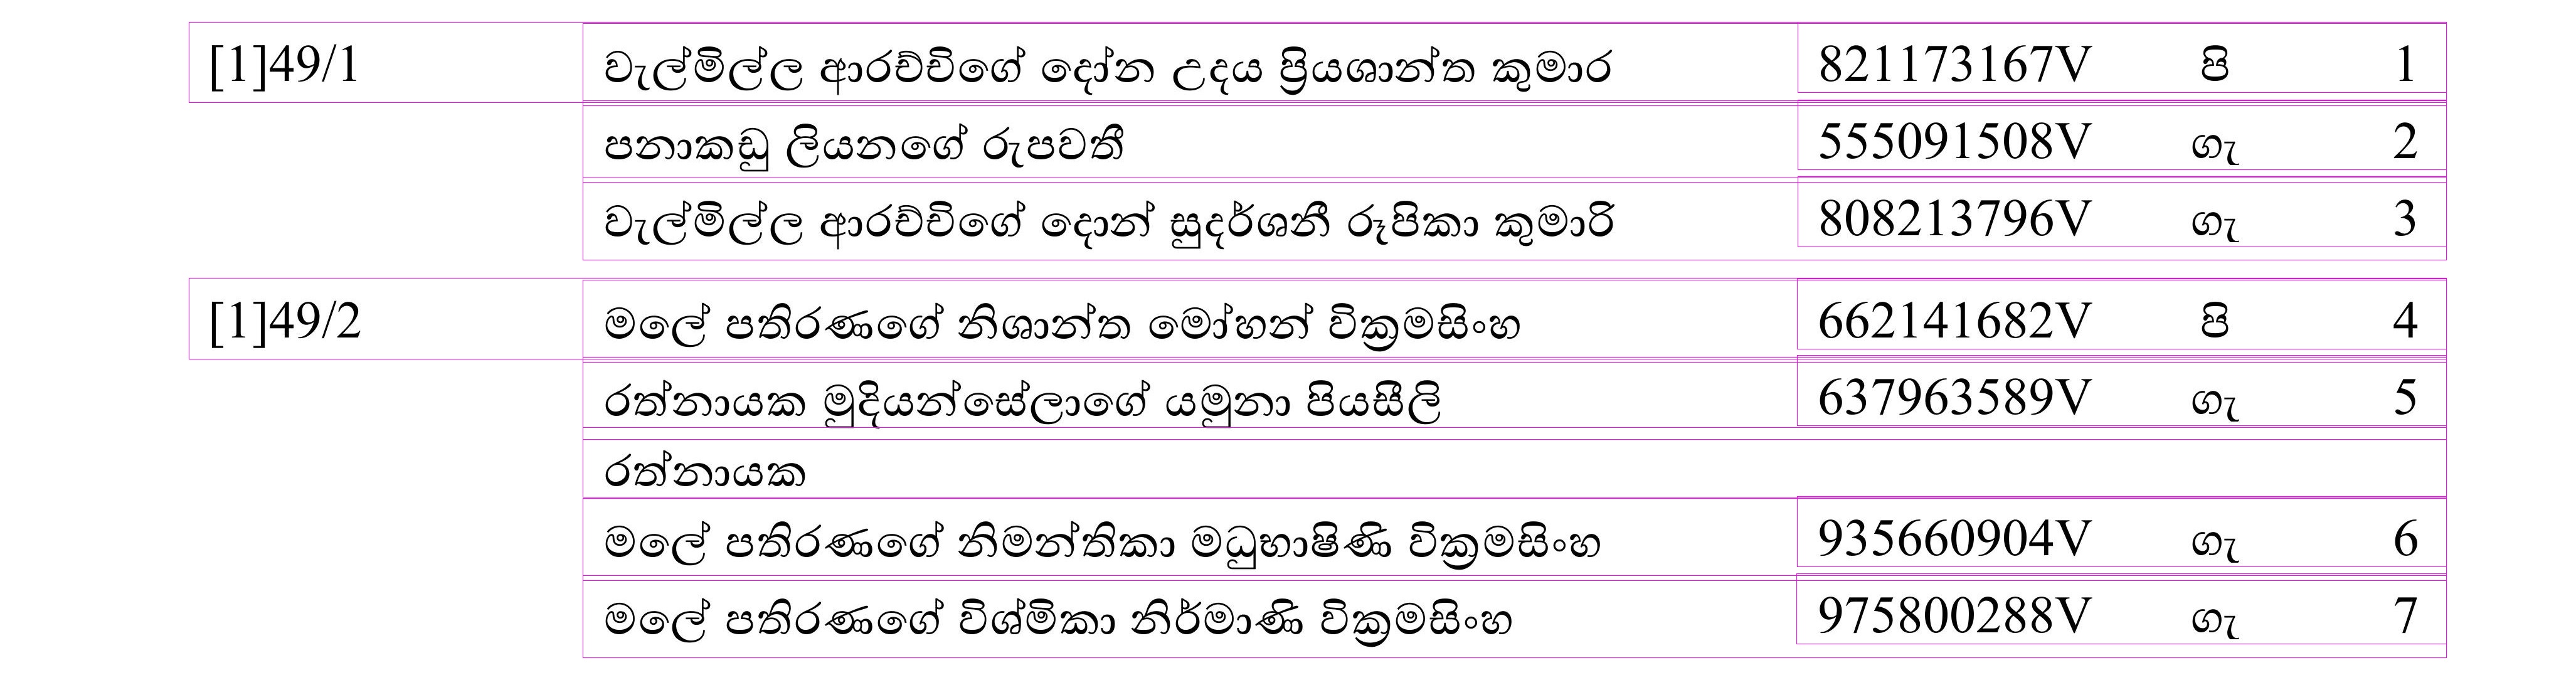 [1]49/1 වැල්මිල්ල ආරච්චිගේ දෝන උදය ප්‍රියශාන්ත කුමාර 821173167V පි 1
පනාකඩු ලියනගේ රුපවතී 555091508V ගැ 2
වැල්මිල්ල ආරච්චිගේ දොන් සුදර්ශනී රූපිකා කුමාරි 808213796V ගැ 3
[1]49/2 මලේ පතිරණගේ නිශාන්ත මෝහන් වික්‍රමසිංහ 662141682V පි 4
රත්නායක මුදියන්සේලාගේ යමුනා පියසීලි 637963589V ගැ 5
රත්නායක
මලේ පතිරණගේ නිමන්තිකා මධුභාෂිණි වික්‍රමසිංහ 935660904V ගැ 6
මලේ පතිරණගේ විශ්මිකා නිර්මාණි වික්‍රමසිංහ 975800288V ගැ 7